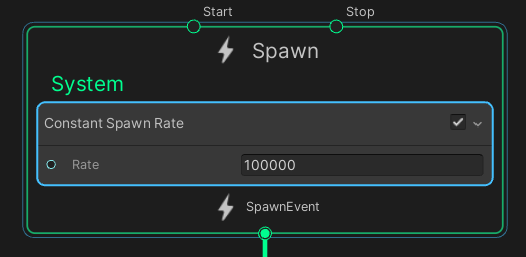 Start Stop
Spawn
System
Constant Spawn Rate
Rate 100000
SpawnEvent